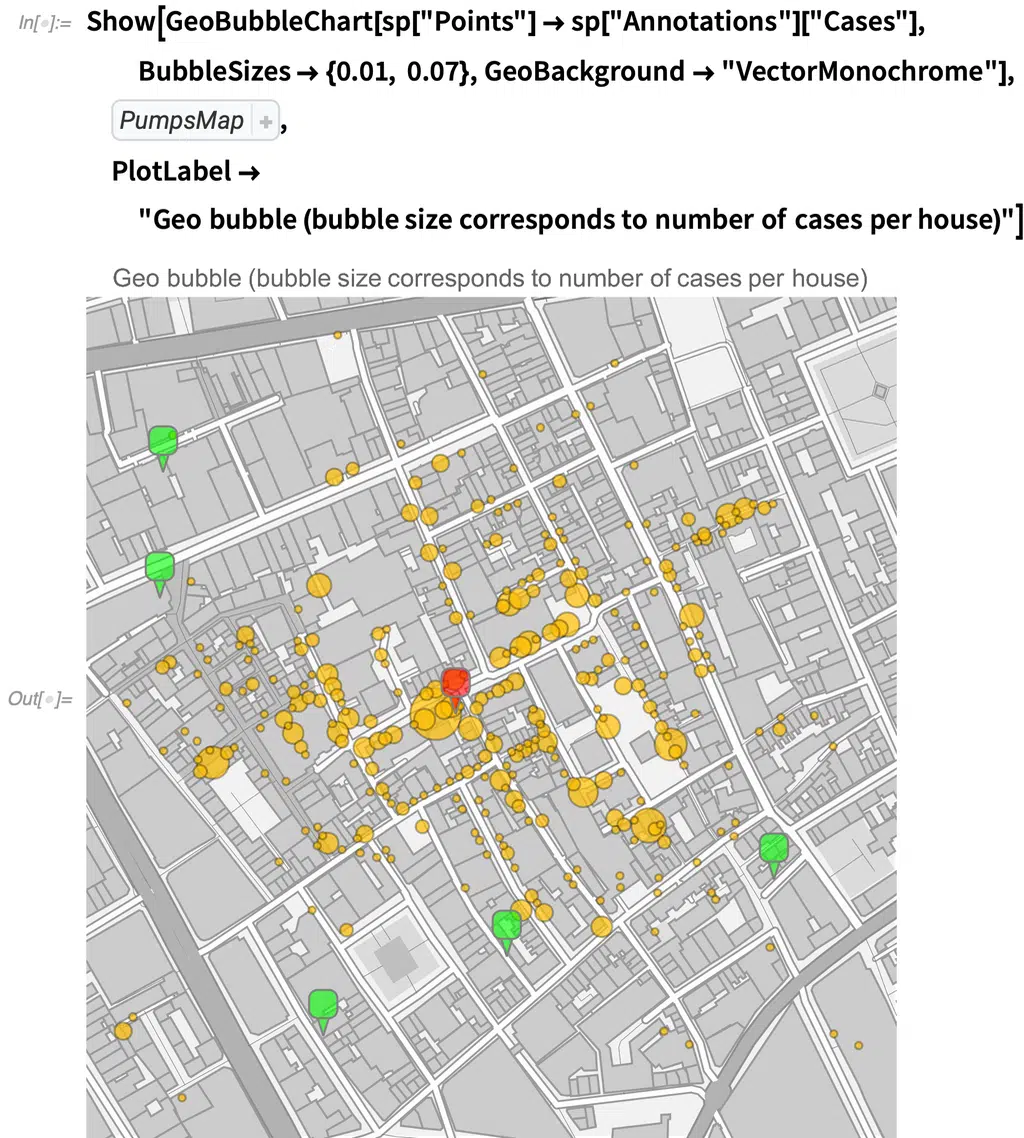 In[●]:= Show[GeoBubbleChart[sp["Points"] → sp["Annotations"]["Cases"],
BubbleSizes → {0.01, 0.07}, GeoBackground → "VectorMonochrome"],
PumpsMap +,
PlotLabel →
"Geo bubble (bubble size corresponds to number of cases per house)"]
Geo bubble (bubble size corresponds to number of cases per house)
Out[●]=